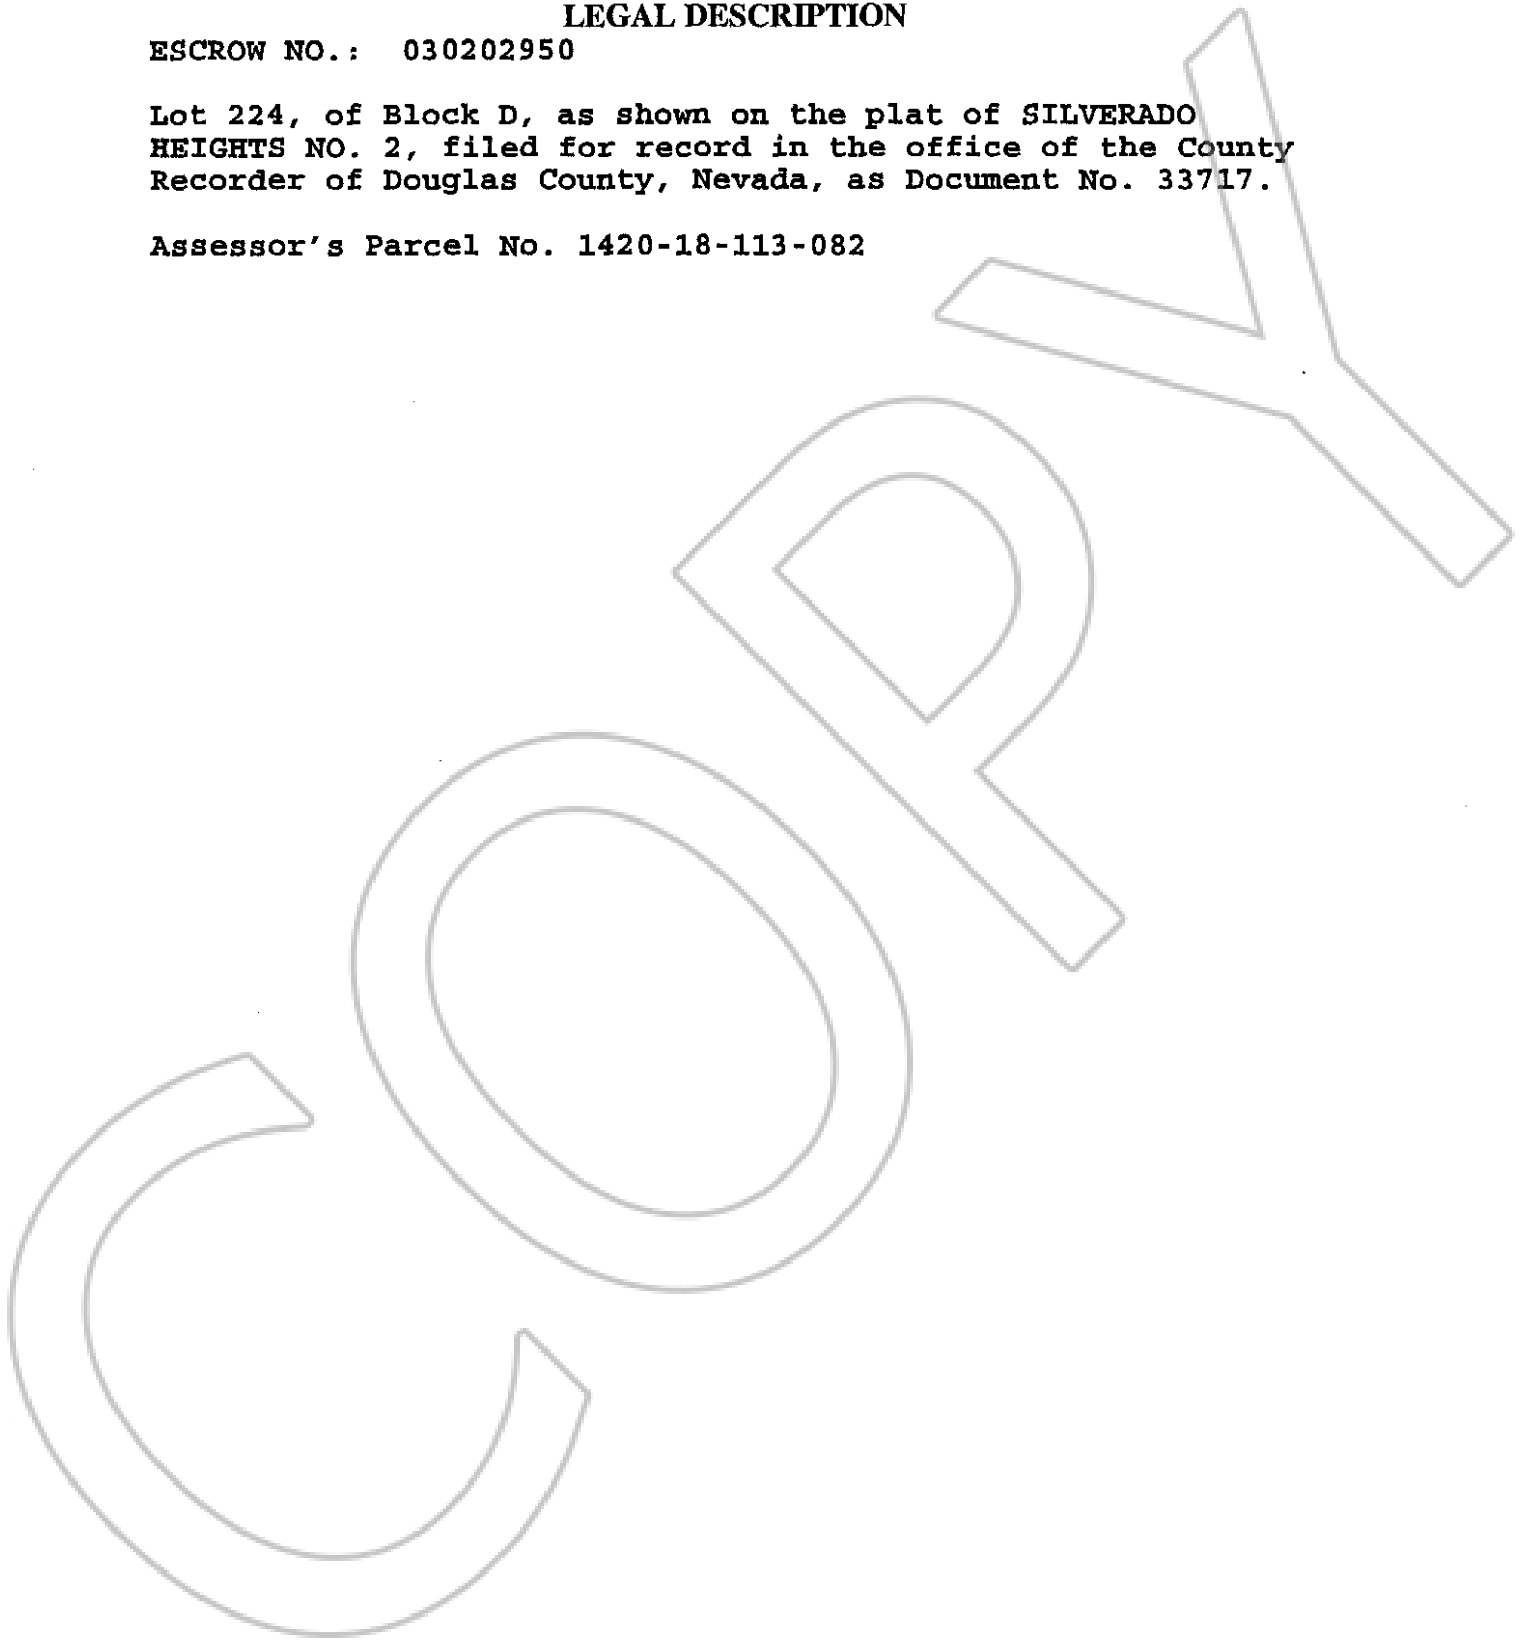 LEGAL DESCRIPTION
ESCROW NO.: 030202950
Lot 224, of Block D, as shown on the plat of SILVERADO
HEIGHTS NO. 2, filed for record in the office of the County
Recorder of Douglas County, Nevada, as Document No. 33717.
Assessor's Parcel No. 1420-18-113-082
COPY